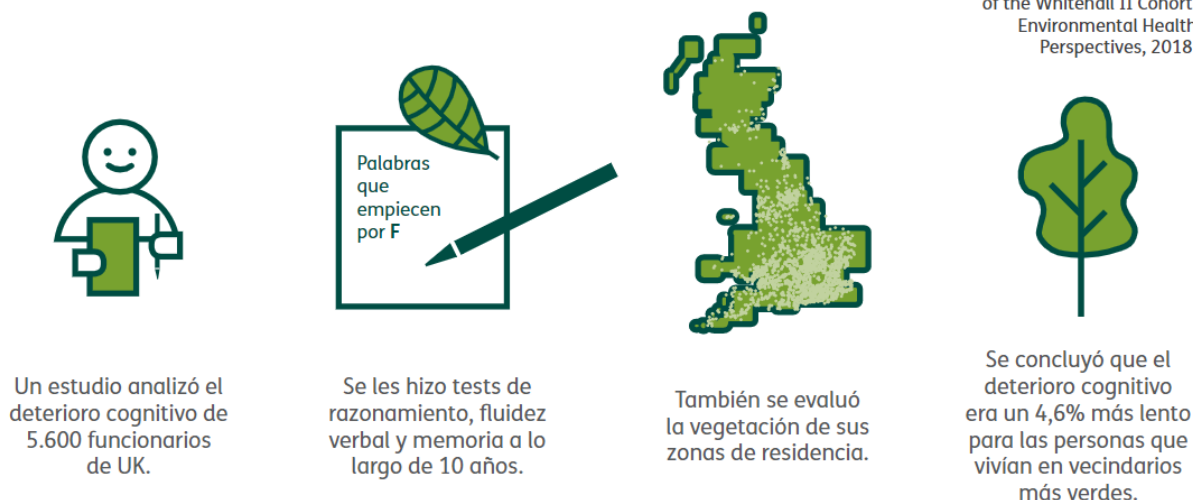 of the Whitehall II Cohort.
Environmental Health
Perspectives, 2018
Palabras
que
empiecen
por F
Un estudio analizó el
deterioro cognitivo de
5.600 funcionarios
de UK.
Se les hizo tests de
razonamiento, fluidez
verbal y memoria a lo
largo de 10 años.
También se evaluó
la vegetación de sus
zonas de residencia.
Se concluyó que el
deterioro cognitivo
era un 4,6% más lento
para las personas que
vivían en vecindarios
más verdes.